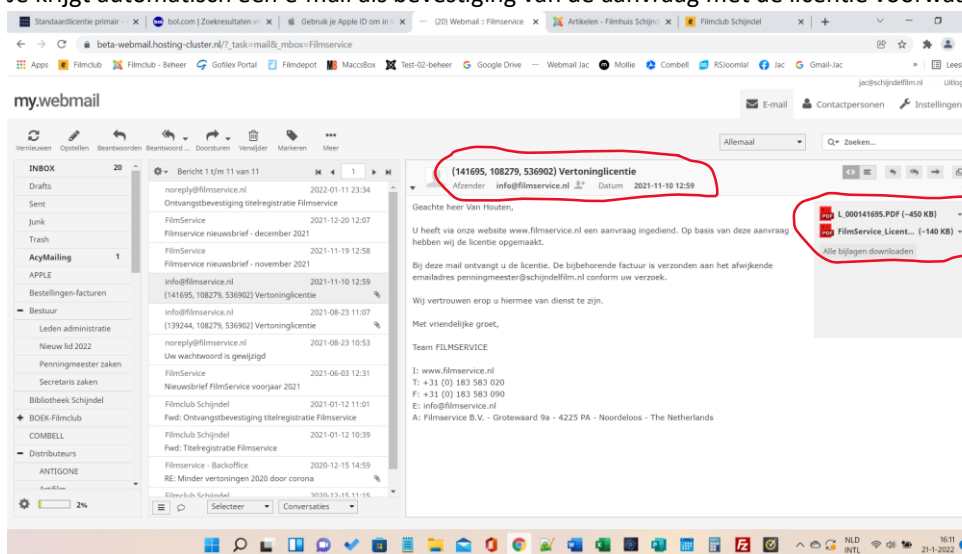 Je krijgt automatisch een e-mail als bevestiging van de aanvraag met de licentie voorwaa
Standaardlicentie primair -
bol.com | Zoekresultaten v
Gebruik je Apple ID om in t
(20) Webmail :: Filmservice
Artikelen - Filmhuis Schijnd
Filmclub Schijndel
beta-webmail.hosting-cluster.nl/?_task=mail&_mbox=Filmservice
Apps
Filmclub
Filmclub - Beheer
Gofilex Portal
Filmdepot
MaccsBox
Test-02-beheer
Google Drive
Webmail Jac
Mollie
Combell
RSJoomla!
Jac
Gmail-Jac
»
Lees
jac@schijndelfilm.nl
Uitlog
my.webmail
E-mail
Contactpersonen
Instellingen
Vernieuwen
Opstellen
Beantwoorden
Beantwoord ...
Doorsturen
Verwijder
Markeren
Meer
Allemaal
Zoeken...
INBOX 20
Drafts
Sent
Junk
Trash
AcyMailing 1
APPLE
Bestellingen-facturen
Bestuur
Leden administratie
Nieuw lid 2022
Penningmeester zaken
Secretaris zaken
Bibliotheek Schijndel
BOEK-Filmclub
COMBELL
Distributeurs
ANTIGONE
Artifilm
2%
Bericht 1 t/m 11 van 11
1
noreply@filmservice.nl 2022-01-11 23:34
Ontvangstbevestiging titelregistratie Filmservice
FilmService 2021-12-20 12:07
Filmservice nieuwsbrief - december 2021
FilmService 2021-11-19 12:58
Filmservice nieuwsbrief - november 2021
info@filmservice.nl 2021-11-10 12:59
(141695, 108279, 536902) Vertoninglicentie
info@filmservice.nl 2021-08-23 11:07
(139244, 108279, 536902) Vertoninglicentie
noreply@filmservice.nl 2021-08-23 10:53
Uw wachtwoord is gewijzigd
FilmService 2021-06-03 12:31
Nieuwsbrief FilmService voorjaar 2021
Filmclub Schijndel 2021-01-12 11:01
Fwd: Ontvangstbevestiging titelregistratie Filmservice
Filmclub Schijndel 2021-01-12 10:39
Fwd: Titelregistratie Filmservice
Filmservice - Backoffice 2020-12-15 14:59
RE: Minder vertoningen 2020 door corona
Filmclub Schijndel 2020-12-15 11:15
Selecteer
Conversaties
(141695, 108279, 536902) Vertoninglicentie
Afzender info@filmservice.nl Datum 2021-11-10 12:59
Geachte heer Van Houten,
U heeft via onze website www.filmservice.nl een aanvraag ingediend. Op basis van deze aanvraag
hebben wij de licentie opgemaakt.
Bij deze mail ontvangt u de licentie. De bijbehorende factuur is verzonden aan het afwijkende
emailadres penningmeester@schijndelfilm.nl conform uw verzoek.
Wij vertrouwen erop u hiermee van dienst te zijn.
Met vriendelijke groet,
Team FILMSERVICE
I: www.filmservice.nl
T: +31 (0) 183 583 020
F: +31 (0) 183 583 090
E: info@filmservice.nl
A: Filmservice B.V. - Grotewaard 9a - 4225 PA - Noordeloos - The Netherlands
L_000141695.PDF (~450 KB)
FilmService_Licent... (~140 KB)
Alle bijlagen downloaden
NLD
INTL
16:11
21-1-2022